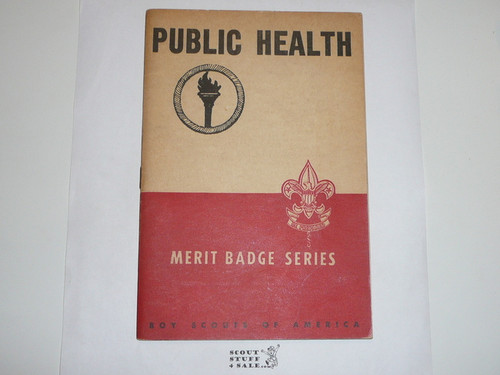 PUBLIC HEALTH
MERIT BADGE SERIES
BOY SCOUTS OF AMERICA
SCOUT
STUFF
4 SALE...